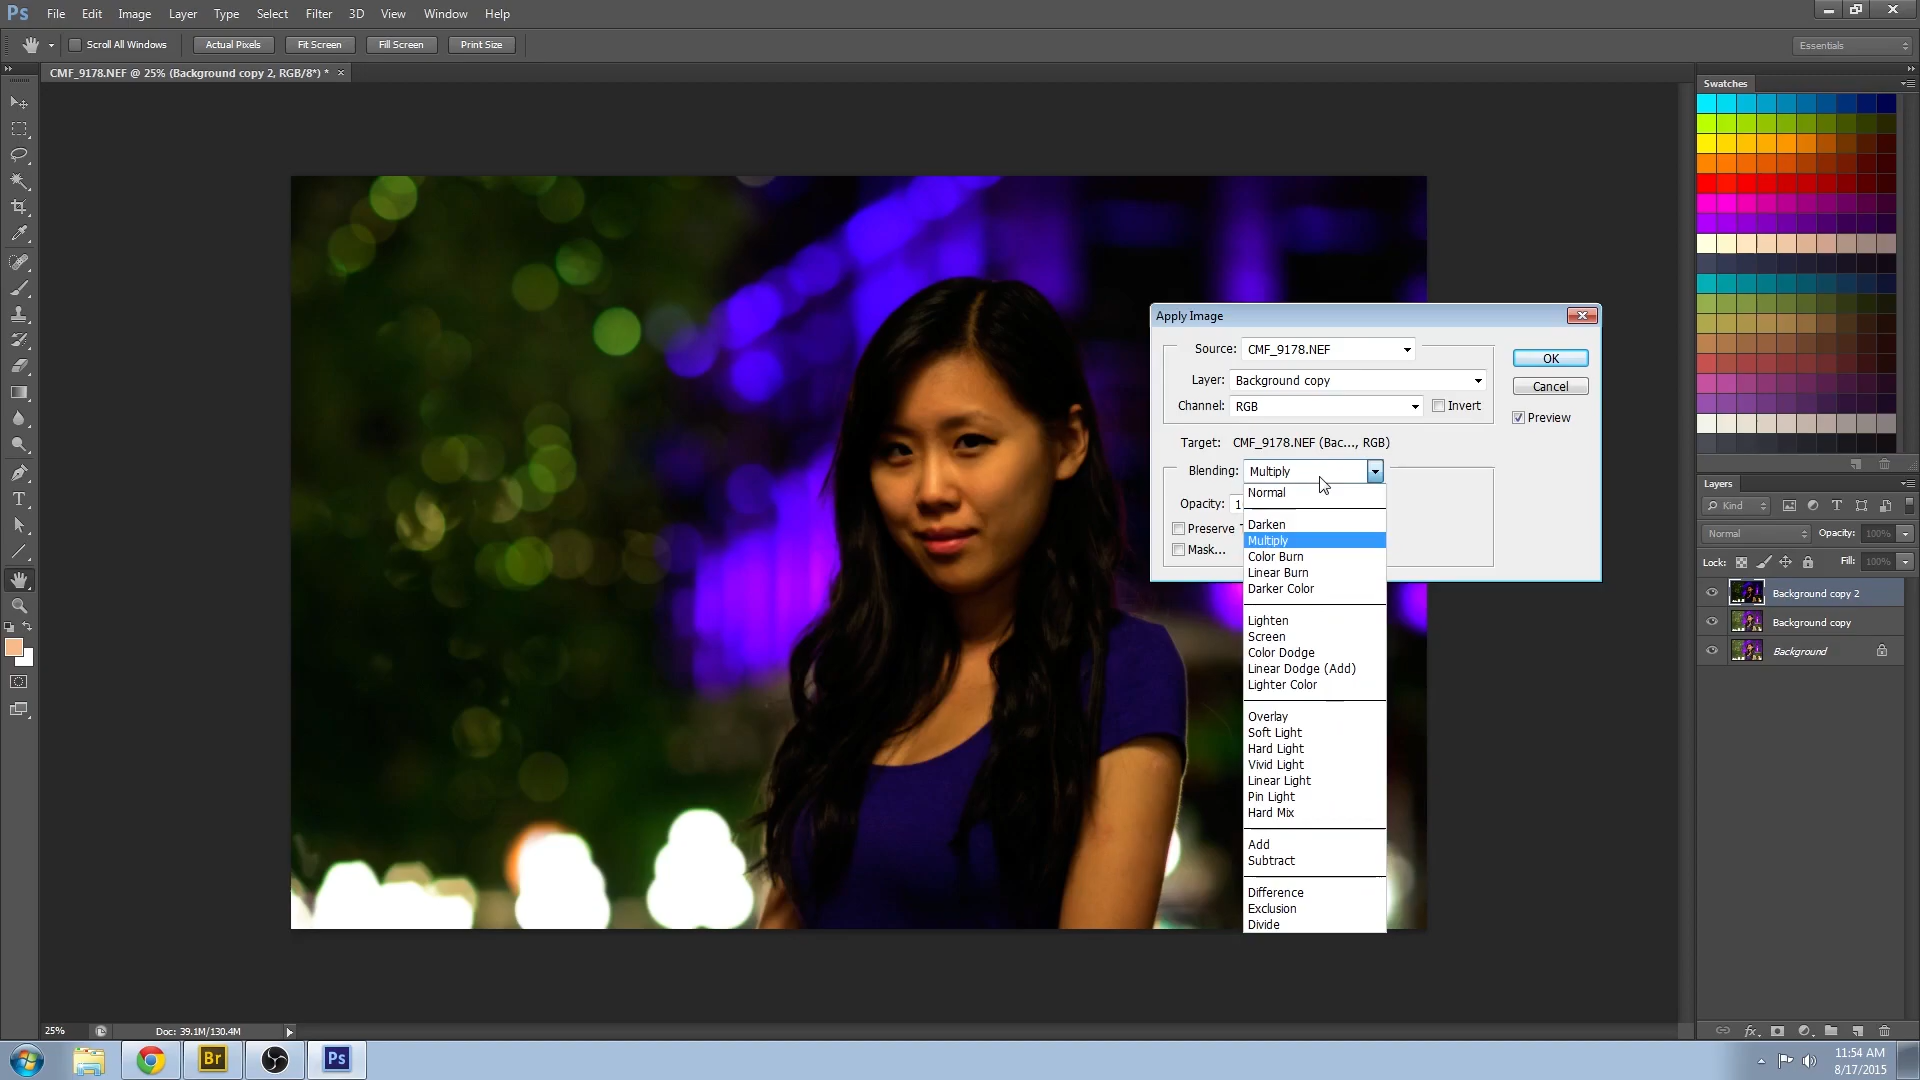 Ps File Edit Image Layer Type Select Filter 3D View Window Help
Scroll All Windows Actual Pixels Fit Screen Fill Screen Print Size Essentials
CMF_9178.NEF @ 25% (Background copy 2, RGB/8*) * ×
Swatches
Apply Image
Source: CMF_9178.NEF
OK
Layer: Background copy
Cancel
Channel: RGB Invert
Preview
Target: CMF_9178.NEF (Bac..., RGB)
Blending: Multiply
Normal
Opacity: 1
Preserve T
Mask...
Darken
Multiply
Color Burn
Linear Burn
Darker Color
Lighten
Screen
Color Dodge
Linear Dodge (Add)
Lighter Color
Overlay
Soft Light
Hard Light
Vivid Light
Linear Light
Pin Light
Hard Mix
Add
Subtract
Difference
Exclusion
Divide
Layers
Kind
Normal Opacity: 100%
Lock: Fill: 100%
Background copy 2
Background copy
Background
25% Doc: 39.1M/130.4M
Br Ps
11:54 AM
8/17/2015